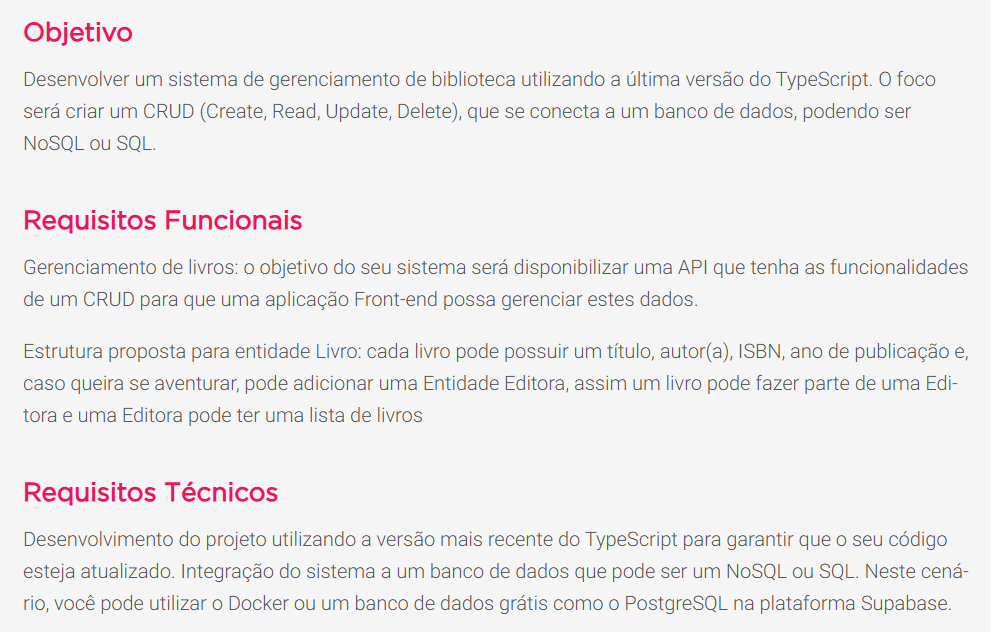 Objetivo
Desenvolver um sistema de gerenciamento de biblioteca utilizando a última versão do TypeScript. O foco
será criar um CRUD (Create, Read, Update, Delete), que se conecta a um banco de dados, podendo ser
NoSQL ou SQL.
Requisitos Funcionais
Gerenciamento de livros: o objetivo do seu sistema será disponibilizar uma API que tenha as funcionalidades
de um CRUD para que uma aplicação Front-end possa gerenciar estes dados.
Estrutura proposta para entidade Livro: cada livro pode possuir um título, autor(a), ISBN, ano de publicação e,
caso queira se aventurar, pode adicionar uma Entidade Editora, assim um livro pode fazer parte de uma Edi-
tora e uma Editora pode ter uma lista de livros
Requisitos Técnicos
Desenvolvimento do projeto utilizando a versão mais recente do TypeScript para garantir que o seu código
esteja atualizado. Integração do sistema a um banco de dados que pode ser um NoSQL ou SQL. Neste cená-
rio, você pode utilizar o Docker ou um banco de dados grátis como o PostgreSQL na plataforma Supabase.